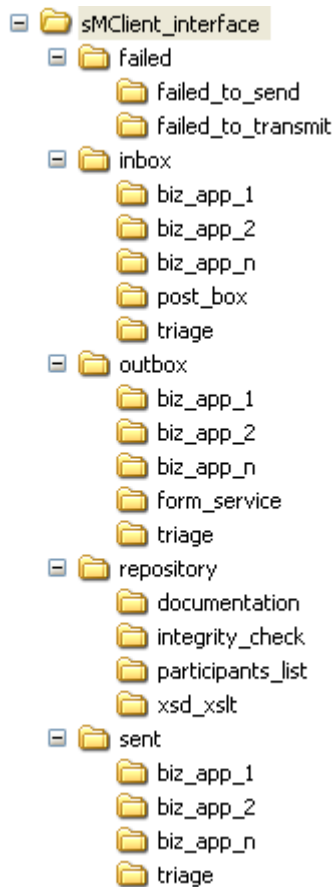 sMClient_interface
failed
failed_to_send
failed_to_transmit
inbox
biz_app_1
biz_app_2
biz_app_n
post_box
triage
outbox
biz_app_1
biz_app_2
biz_app_n
form_service
triage
repository
documentation
integrity_check
participants_list
xsd_xslt
sent
biz_app_1
biz_app_2
biz_app_n
triage